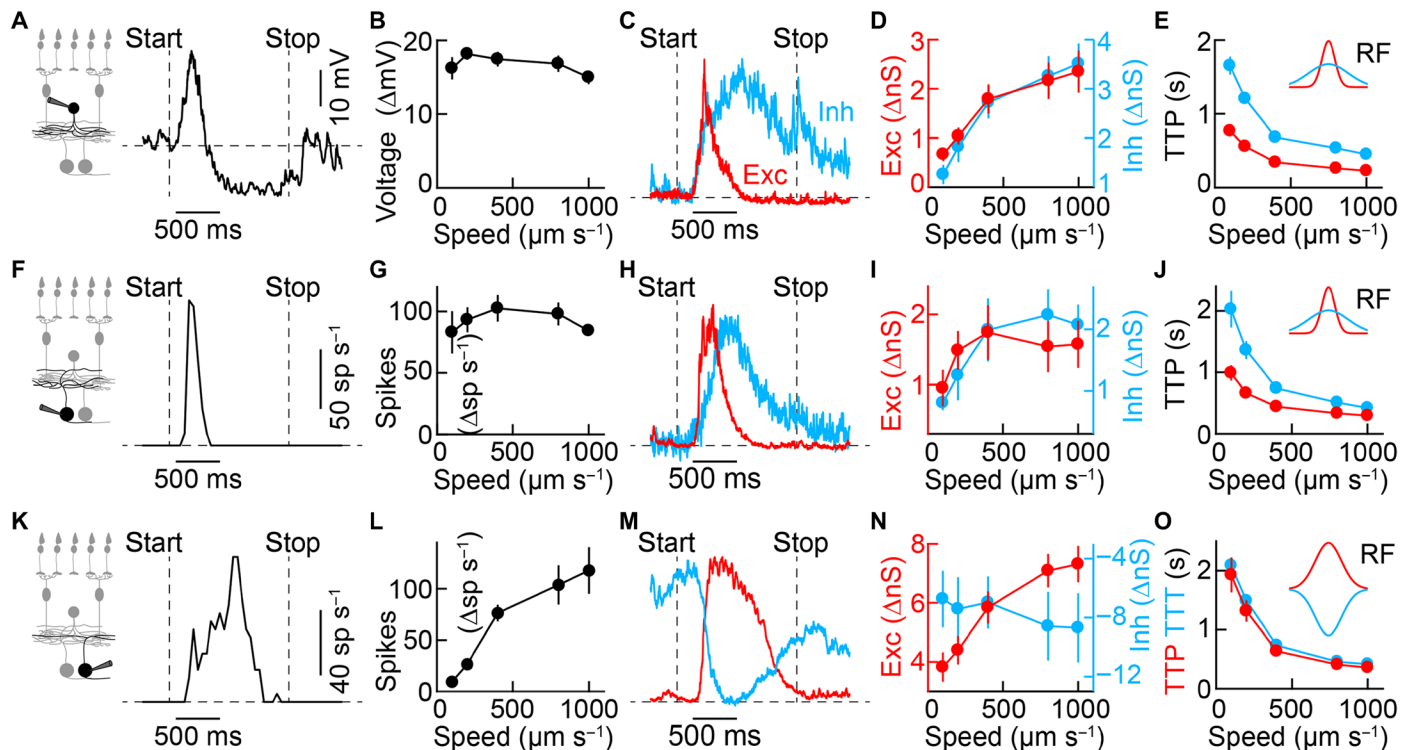 A
Start
Stop
10 mV
500 ms
B
Voltage (ΔmV)
20
10
0
0
500
1000
Speed (µm s⁻¹)
C
Start
Stop
Inh
Exc
500 ms
D
Exc (ΔnS)
3
2
1
0
4
3
2
1
Inh (ΔnS)
0
500
1000
Speed (µm s⁻¹)
E
TTP (s)
2
1
0
RF
0
500
1000
Speed (µm s⁻¹)
F
Start
Stop
50 sp s⁻¹
500 ms
G
Spikes
(Δsp s⁻¹)
100
50
0
0
500
1000
Speed (µm s⁻¹)
H
Start
Stop
500 ms
I
Exc (ΔnS)
2
1
2
1
Inh (ΔnS)
0
500
1000
Speed (µm s⁻¹)
J
TTP (s)
2
1
0
RF
0
500
1000
Speed (µm s⁻¹)
K
Start
Stop
40 sp s⁻¹
500 ms
L
Spikes
(Δsp s⁻¹)
100
50
0
0
500
1000
Speed (µm s⁻¹)
M
Start
Stop
500 ms
N
Exc (ΔnS)
8
6
4
−4
−8
−12
Inh (ΔnS)
0
500
1000
Speed (µm s⁻¹)
O
TTP TTT (s)
2
1
0
RF
0
500
1000
Speed (µm s⁻¹)